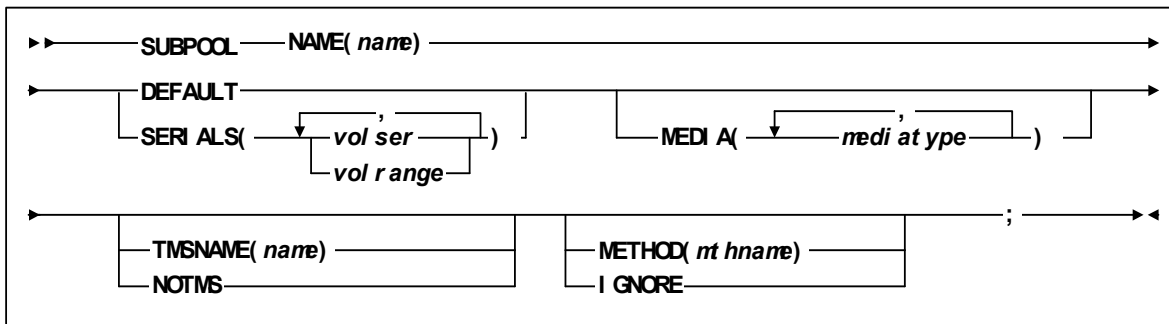 SUBPOOL NAME( name)
DEFAULT
,
,
SERIALS( volser ) MEDIA( mediatype )
volrange
;
TMSNAME( name) METHOD( mthname)
NOTMS IGNORE